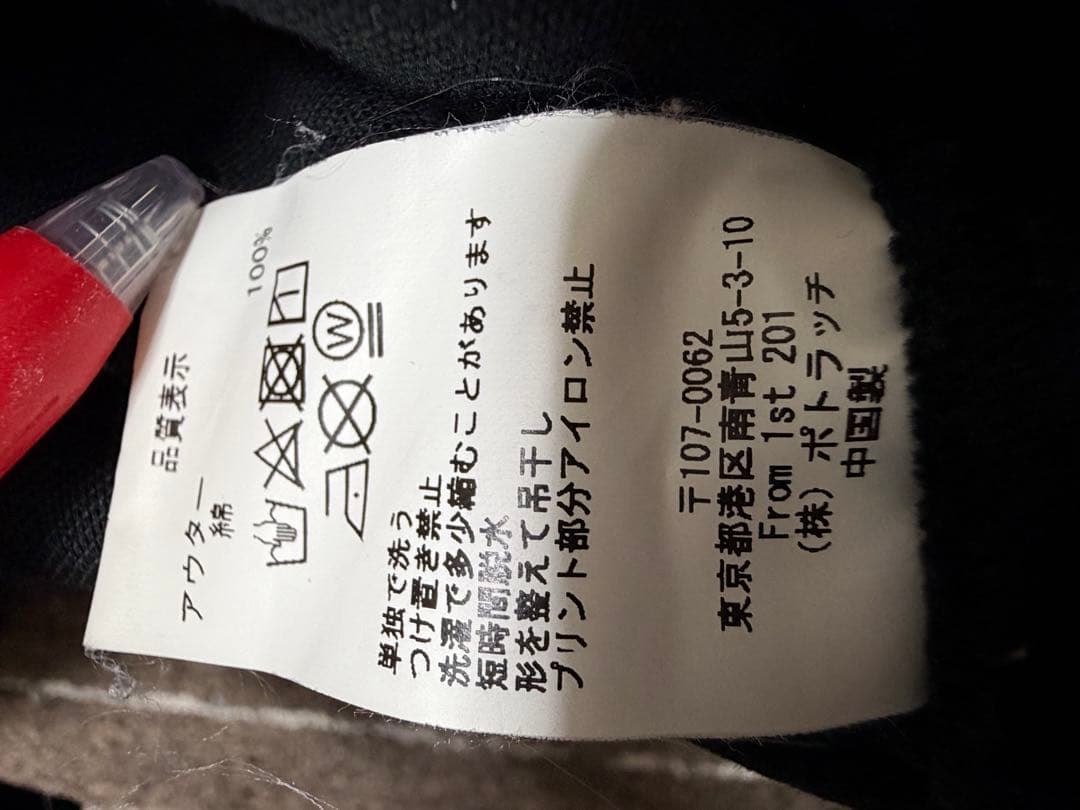 品質表示
アウター
綿 100%
W
単独で洗う
つけ置き禁止
洗濯で多少縮むことがあります
短時間脱水
形を整えて吊干し
プリント部分アイロン禁止
〒107-0062
東京都港区南青山5-3-10
From 1st 201
(株) ポトラッチ
中国製